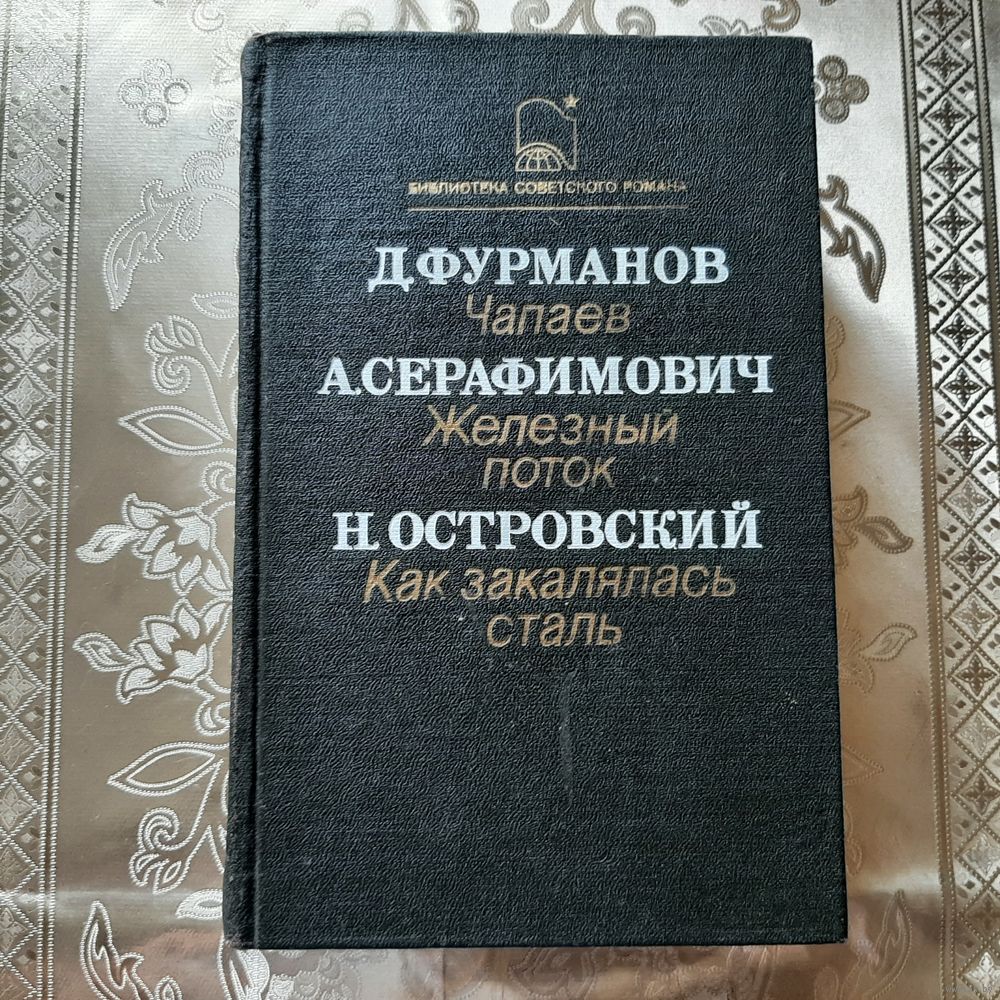 БИБЛИОТЕКА СОВЕТСКОГО РОМАНА
Д.ФУРМАНОВ
Чапаев
А.СЕРАФИМОВИЧ
Железный
поток
Н.ОСТРОВСКИЙ
Как закалялась
сталь